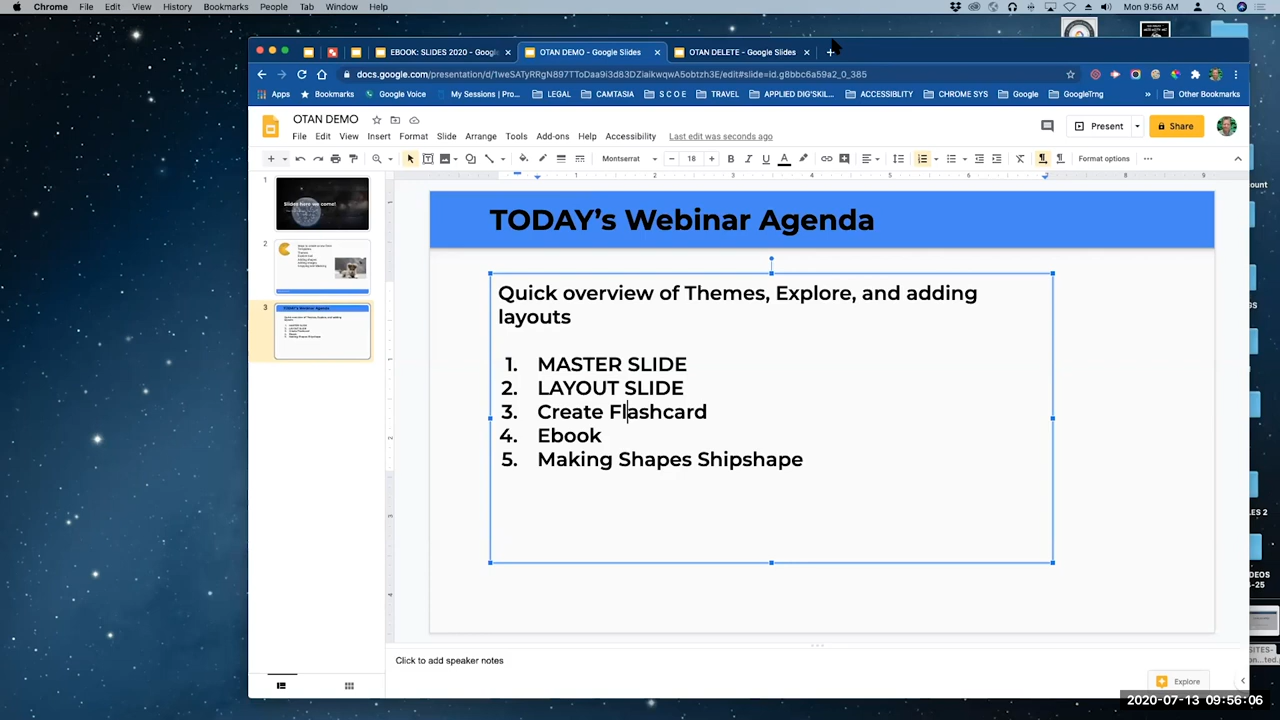 Chrome File Edit View History Bookmarks People Tab Window Help Mon 9:56 AM
EBOOK: SLIDES 2020 - Googl OTAN DEMO - Google Slides OTAN DELETE - Google Slides
docs.google.com/presentation/d/1weSATyRRgN897TToDaa9i3d83DZiaikwqwA5obtzh3E/edit#slide=id.g8bbc6a59a2_0_385
Apps Bookmarks Google Voice My Sessions | Pro... LEGAL CAMTASIA S C O E TRAVEL APPLIED DIG'SKIL... ACCESSIBLITY CHROME SYS Google GoogleTrng » Other Bookmarks
OTAN DEMO
File Edit View Insert Format Slide Arrange Tools Add-ons Help Accessibility Last edit was seconds ago
Present Share
Montserrat 18 Format options
TODAY's Webinar Agenda
Quick overview of Themes, Explore, and adding
layouts
1. MASTER SLIDE
2. LAYOUT SLIDE
3. Create Flashcard
4. Ebook
5. Making Shapes Shipshape
Click to add speaker notes
Explore
2020-07-13 09:56:06